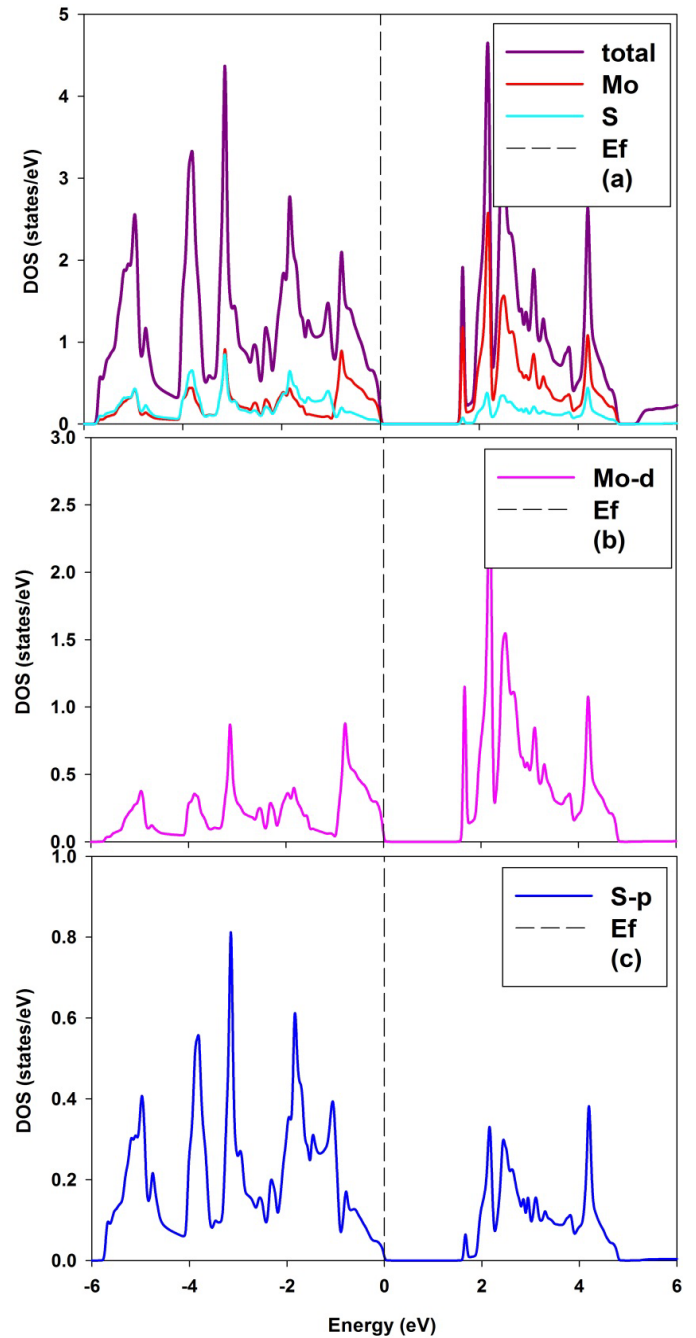 5
4
3
2
1
0
DOS (states/eV)
total
Mo
S
Ef
(a)
3.0
2.5
2.0
1.5
1.0
0.5
0.0
DOS (states/eV)
Mo-d
Ef
(b)
1.0
0.8
0.6
0.4
0.2
0.0
DOS (states/eV)
S-p
Ef
(c)
-6 -4 -2 0 2 4 6
Energy (eV)